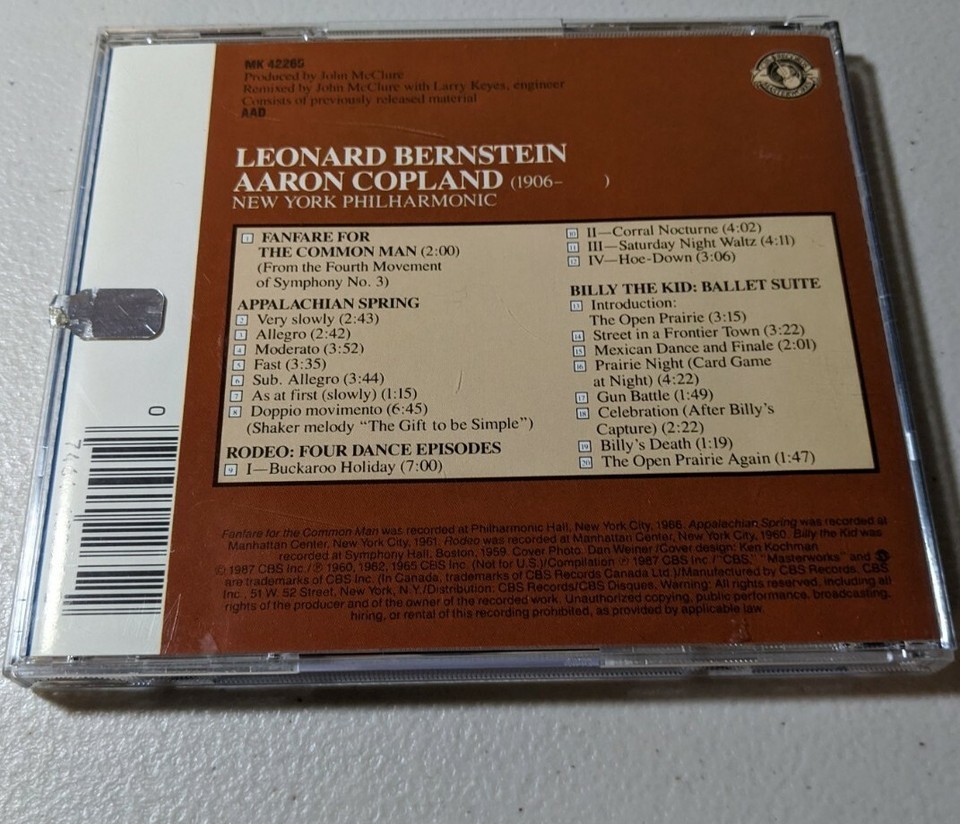 MK 42265
Produced by John McClure
Remixed by John McClure with Larry Keyes, engineer
Consists of previously released material
AAD
LEONARD BERNSTEIN
AARON COPLAND (1906– )
NEW YORK PHILHARMONIC
1 FANFARE FOR
THE COMMON MAN (2:00)
(From the Fourth Movement
of Symphony No. 3)
APPALACHIAN SPRING
2 Very slowly (2:43)
3 Allegro (2:42)
4 Moderato (3:52)
5 Fast (3:35)
6 Sub. Allegro (3:44)
7 As at first (slowly) (1:15)
8 Doppio movimento (6:45)
(Shaker melody “The Gift to be Simple”)
RODEO: FOUR DANCE EPISODES
9 I—Buckaroo Holiday (7:00)
10 II—Corral Nocturne (4:02)
11 III—Saturday Night Waltz (4:11)
12 IV—Hoe-Down (3:06)
BILLY THE KID: BALLET SUITE
13 Introduction:
The Open Prairie (3:15)
14 Street in a Frontier Town (3:22)
15 Mexican Dance and Finale (2:01)
16 Prairie Night (Card Game
at Night) (4:22)
17 Gun Battle (1:49)
18 Celebration (After Billy's
Capture) (2:22)
19 Billy's Death (1:19)
20 The Open Prairie Again (1:47)
Fanfare for the Common Man was recorded at Philharmonic Hall, New York City, 1966. Appalachian Spring was recorded at
Manhattan Center, New York City, 1961. Rodeo was recorded at Manhattan Center, New York City, 1960. Billy the Kid was
recorded at Symphony Hall, Boston, 1959. Cover Photo: Dan Weiner/Cover design: Ken Kochman
© 1987 CBS Inc./℗ 1960, 1962, 1965 CBS Inc. (Not for U.S.)/Compilation ℗ 1987 CBS Inc./"CBS," "Masterworks" and
are trademarks of CBS Inc. (In Canada, trademarks of CBS Records Canada Ltd.)/Manufactured by CBS Records, CBS
Inc., 51 W. 52 Street, New York, N.Y./Distribution: CBS Records/CBS Disques. Warning: All rights reserved, including all
rights of the producer and of the owner of the recorded work. Unauthorized copying, public performance, broadcasting,
hiring, or rental of this recording prohibited, as provided by applicable law.
0